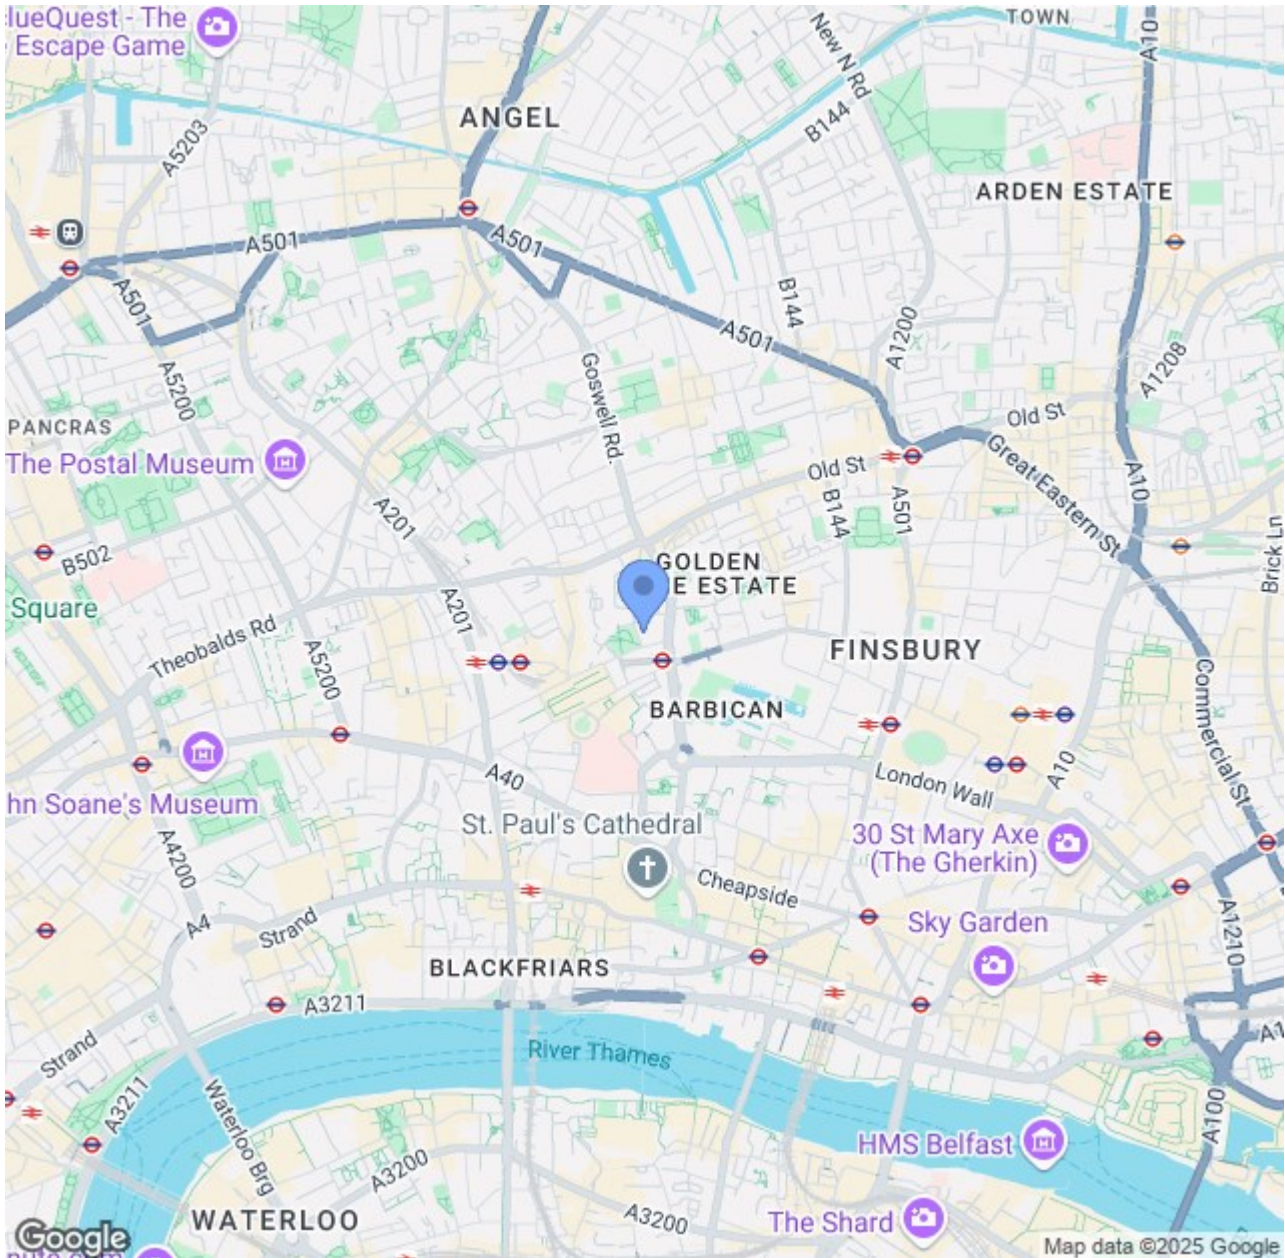 lueQuest - The
Escape Game
TOWN
A10
New N Rd
ANGEL
B144
A5203
ARDEN ESTATE
A501
A501
A501
B144
A501
A1200
A1208
A5200
Goswell Rd.
Old St
PANCRAS
The Postal Museum
Old St
Great Eastern St
A10
B144
A501
A201
Brick Ln
B502
GOLDEN
E ESTATE
Square
A201
Theobalds Rd
A5200
FINSBURY
Commercial St
BARBICAN
A40
London Wall
A10
hn Soane's Museum
St. Paul's Cathedral
30 St Mary Axe
(The Gherkin)
A4200
Cheapside
Sky Garden
A4
Strand
A1210
BLACKFRIARS
A3211
River Thames
Strand
A3211
Waterloo Brg
A100
HMS Belfast
A3200
WATERLOO
A3200
The Shard
Google
Map data ©2025 Google